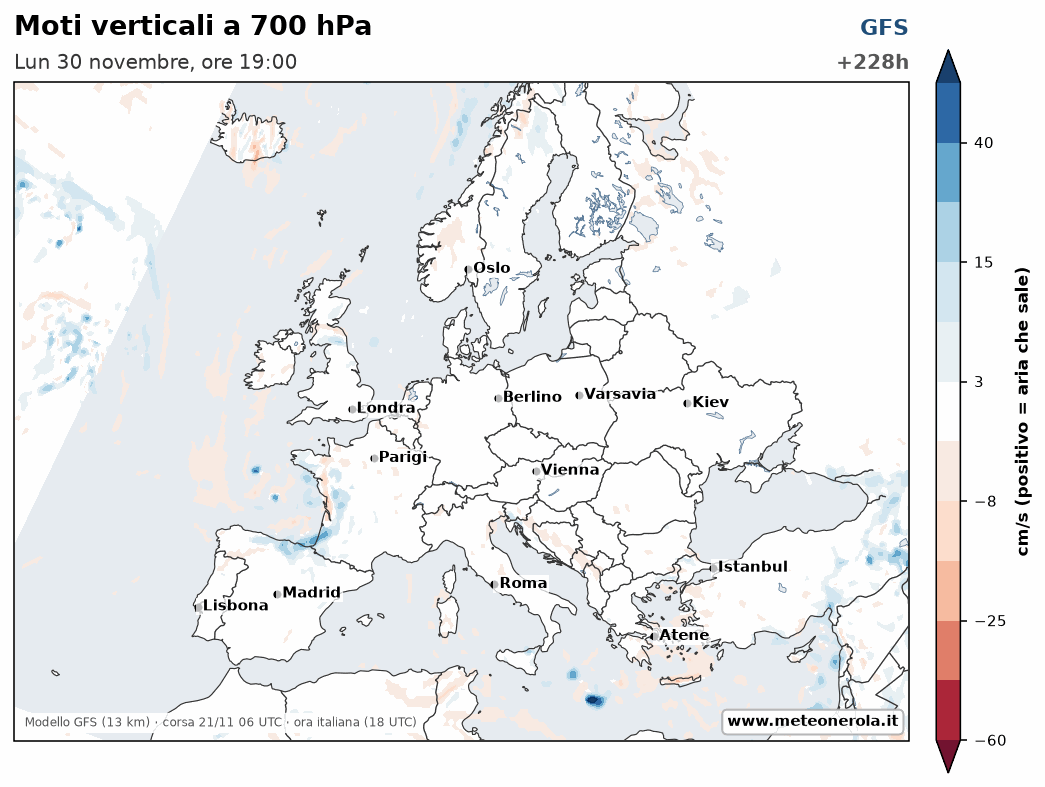 Moti verticali a 700 hPa
GFS
Lun 30 novembre, ore 19:00
+228h
40
15
3
−8
−25
−60
cm/s (positivo = aria che sale)
Oslo
Londra
Berlino
Varsavia
Kiev
Parigi
Vienna
Istanbul
Roma
Madrid
Lisbona
Atene
Modello GFS (13 km) · corsa 21/11 06 UTC · ora italiana (18 UTC)
www.meteonerola.it